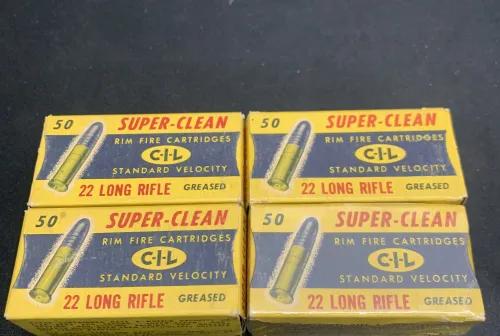 50 SUPER-CLEAN
RIM FIRE CARTRIDGES
C-I-L
STANDARD VELOCITY
22 LONG RIFLE GREASED
50 SUPER-CLEAN
RIM FIRE CARTRIDGES
C-I-L
STANDARD VELOCITY
22 LONG RIFLE GREASED
50 SUPER-CLEAN
RIM FIRE CARTRIDGES
C-I-L
STANDARD VELOCITY
22 LONG RIFLE GREASED
50 SUPER-CLEAN
RIM FIRE CARTRIDGES
C-I-L
STANDARD VELOCITY
22 LONG RIFLE GREASED